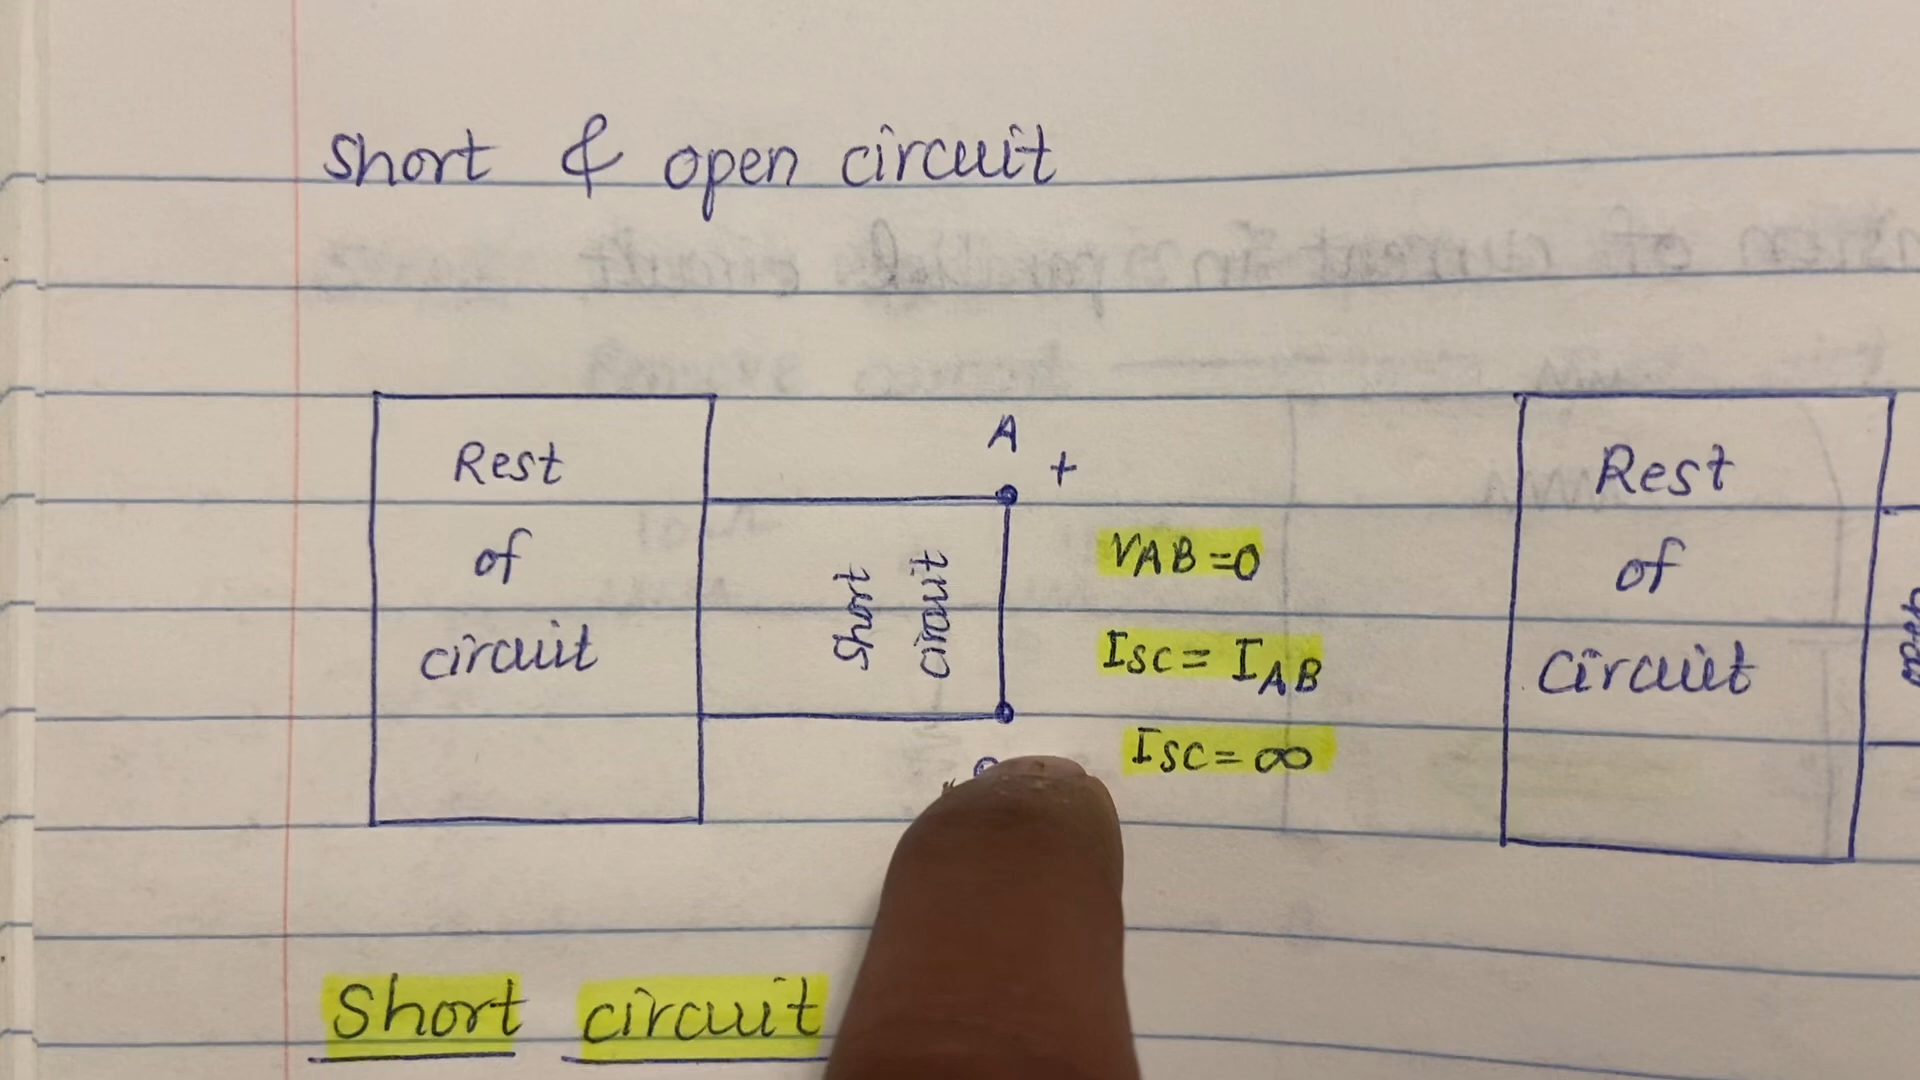 Short & open circuit
Rest
of
circuit
Short
circuit
A
+
VAB=0
ISC= IAB
ISC= ∞
Rest
of
circuit
Short circuit